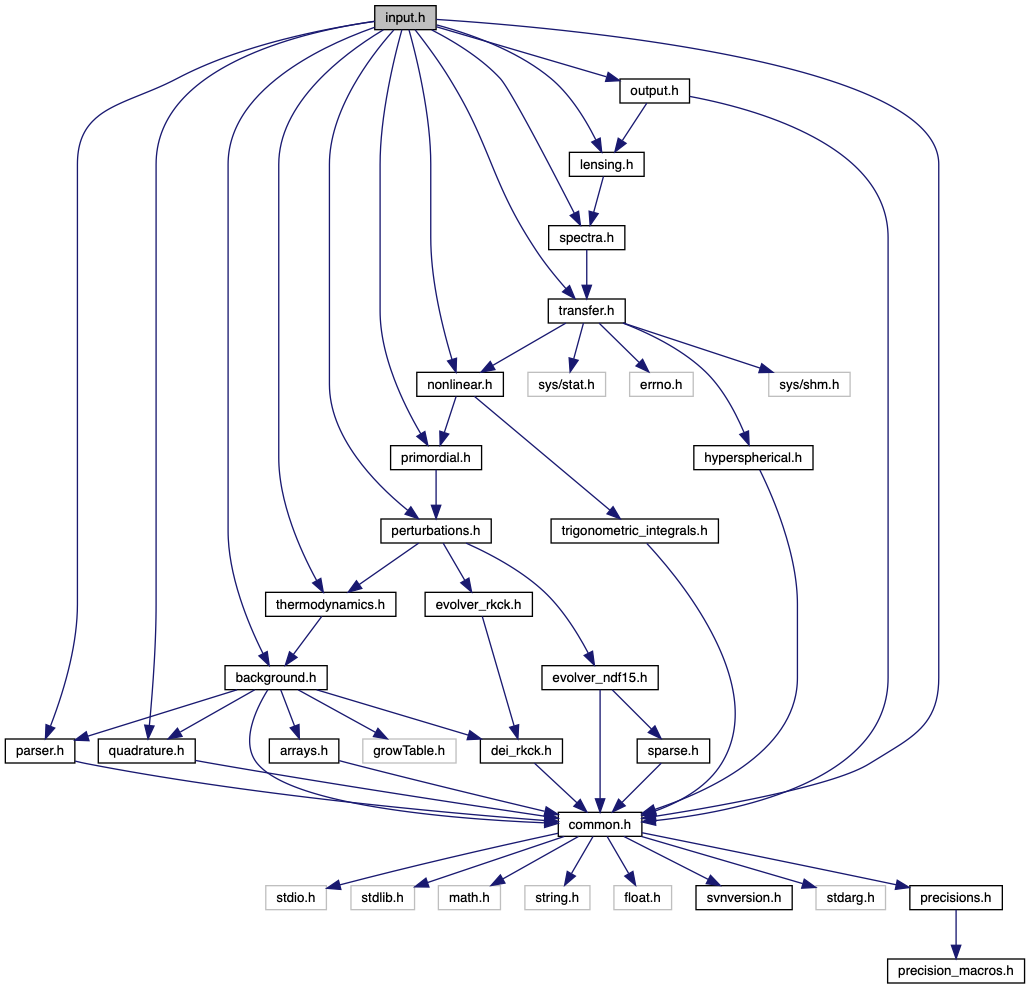 input.h
output.h
lensing.h
spectra.h
transfer.h
nonlinear.h
sys/stat.h
errno.h
sys/shm.h
primordial.h
hyperspherical.h
perturbations.h
trigonometric_integrals.h
thermodynamics.h
evolver_rkck.h
background.h
evolver_ndf15.h
parser.h
quadrature.h
arrays.h
growTable.h
dei_rkck.h
sparse.h
common.h
stdio.h
stdlib.h
math.h
string.h
float.h
svnversion.h
stdarg.h
precisions.h
precision_macros.h